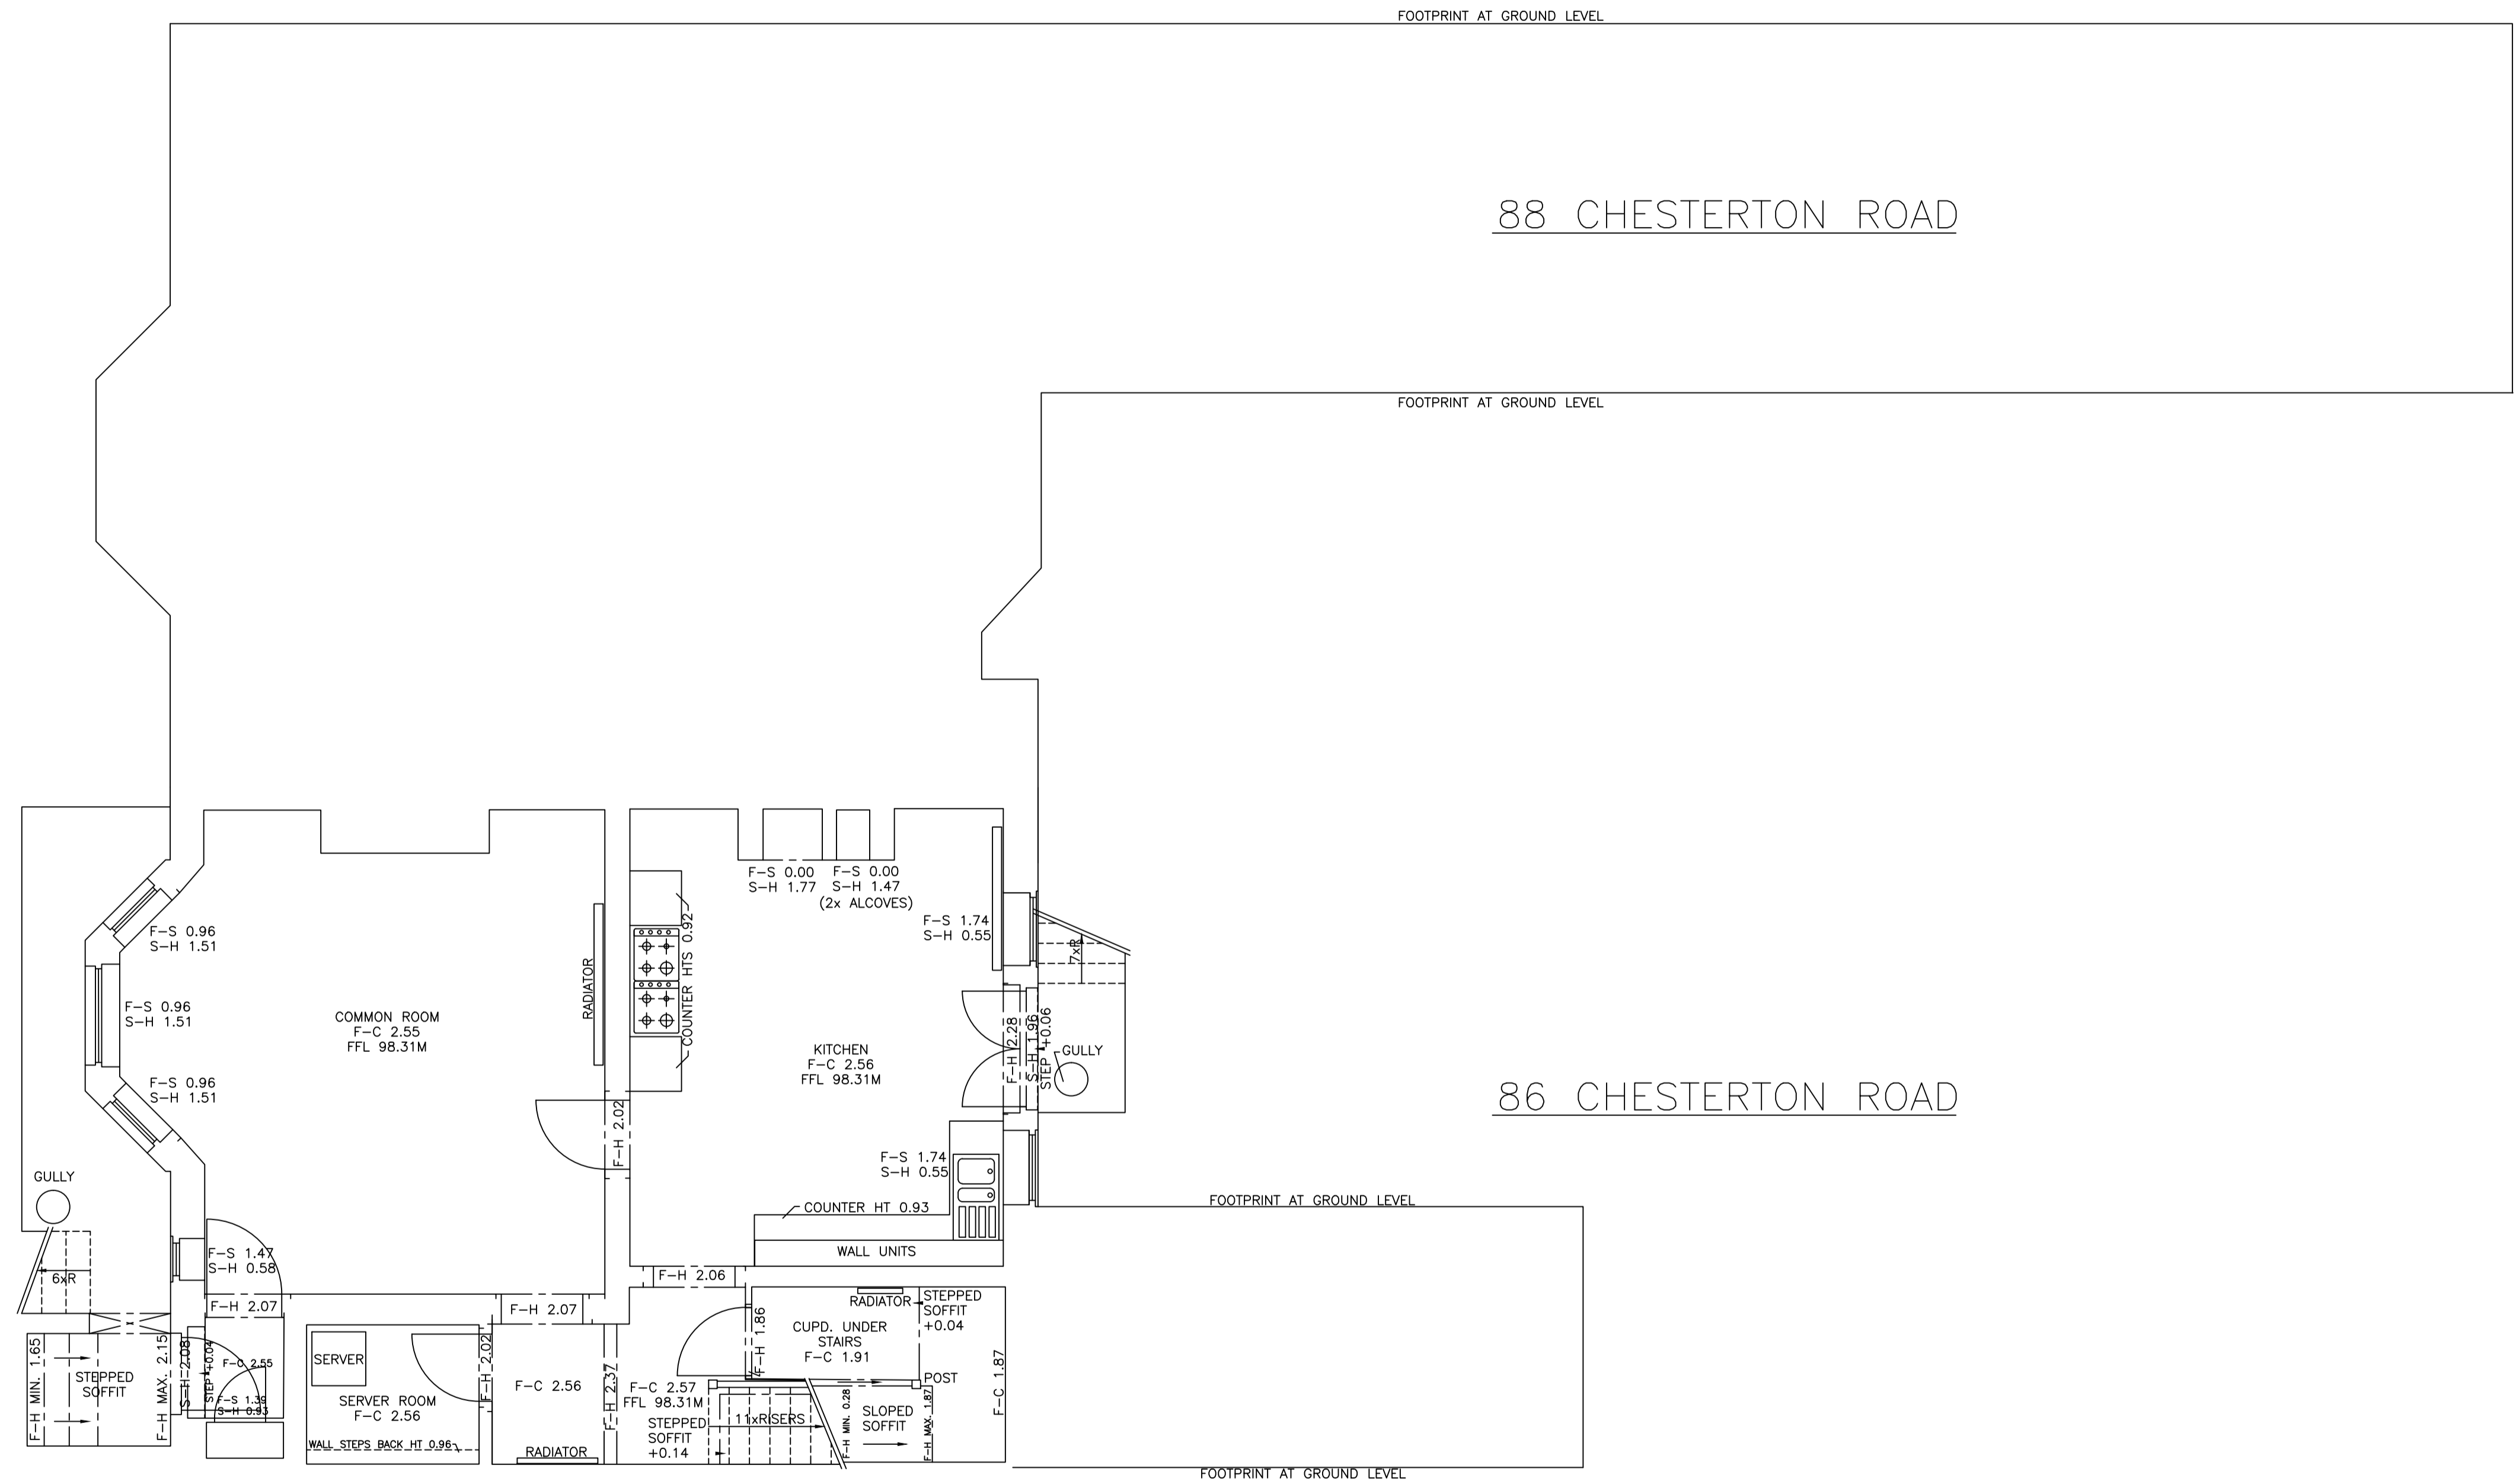 FOOTPRINT AT GROUND LEVEL
88 CHESTERTON ROAD
FOOTPRINT AT GROUND LEVEL
F-S 0.00
S-H 1.77
F-S 0.00
S-H 1.47
(2x ALCOVES)
F-S 0.96
S-H 1.51
F-S 0.96
S-H 1.51
F-S 0.96
S-H 1.51
COMMON ROOM
F-C 2.55
FFL 98.31M
RADIATOR
COUNTER HTS 0.92
F-S 1.74
S-H 0.55
7xR
KITCHEN
F-C 2.56
FFL 98.31M
F-H 2.28
S-H 1.96
STEP +0.06
GULLY
86 CHESTERTON ROAD
F-H 2.02
F-S 1.74
S-H 0.55
COUNTER HT 0.93
WALL UNITS
FOOTPRINT AT GROUND LEVEL
GULLY
6xR
F-S 1.47
S-H 0.58
F-H 2.07
F-H 2.07
F-H 2.06
F-H MIN. 1.65
STEPPED
SOFFIT
F-H MAX. 2.15
S-H 2.08
STEP +0.04
F-C 2.55
F-S 1.39
S-H 0.93
SERVER
SERVER ROOM
F-C 2.56
WALL STEPS BACK HT 0.96
F-H 2.02
F-C 2.56
RADIATOR
F-H 2.37
F-C 2.57
FFL 98.31M
STEPPED
SOFFIT
+0.14
11xRISERS
F-H 1.86
RADIATOR
CUPD. UNDER
STAIRS
F-C 1.91
STEPPED
SOFFIT
+0.04
POST
F-H MIN. 0.28
SLOPED
SOFFIT
F-H MAX. 1.87
F-C 1.87
FOOTPRINT AT GROUND LEVEL